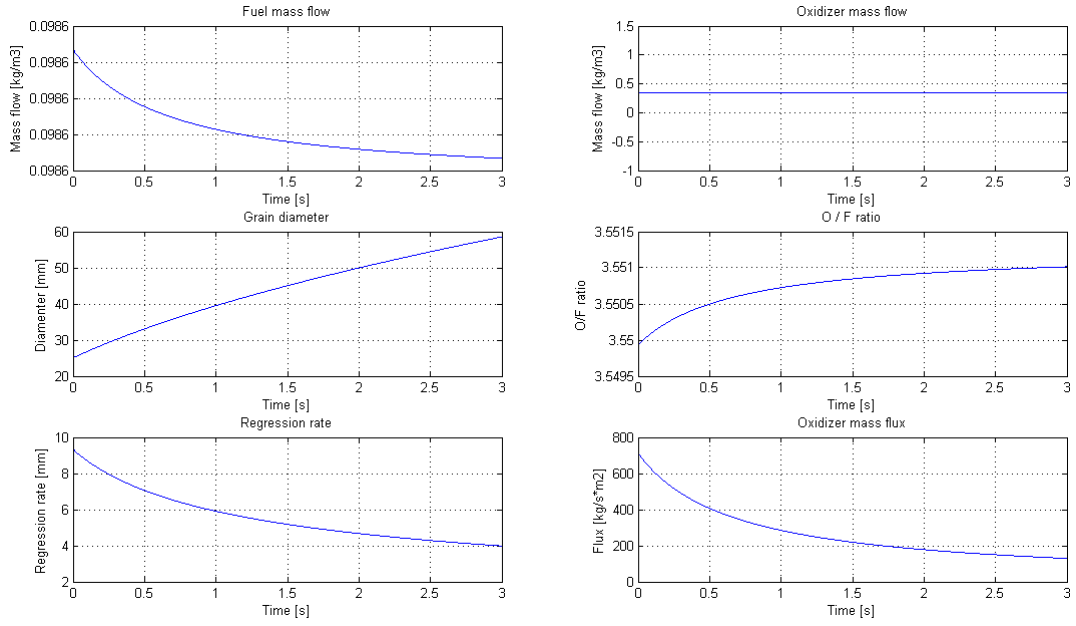 Fuel mass flow
0.0986
0.0986
0.0986
0.0986
0.0986
Mass flow [kg/m3]
0 0.5 1 1.5 2 2.5 3
Time [s]
Oxidizer mass flow
1.5
1
0.5
0
-0.5
-1
Mass flow [kg/m3]
0 0.5 1 1.5 2 2.5 3
Time [s]
Grain diameter
60
50
40
30
20
Diamenter [mm]
0 0.5 1 1.5 2 2.5 3
Time [s]
O / F ratio
3.5515
3.551
3.5505
3.55
3.5495
O/F ratio
0 0.5 1 1.5 2 2.5 3
Time [s]
Regression rate
10
8
6
4
2
Regression rate [mm]
0 0.5 1 1.5 2 2.5 3
Time [s]
Oxidizer mass flux
800
600
400
200
0
Flux [kg/s*m2]
0 0.5 1 1.5 2 2.5 3
Time [s]